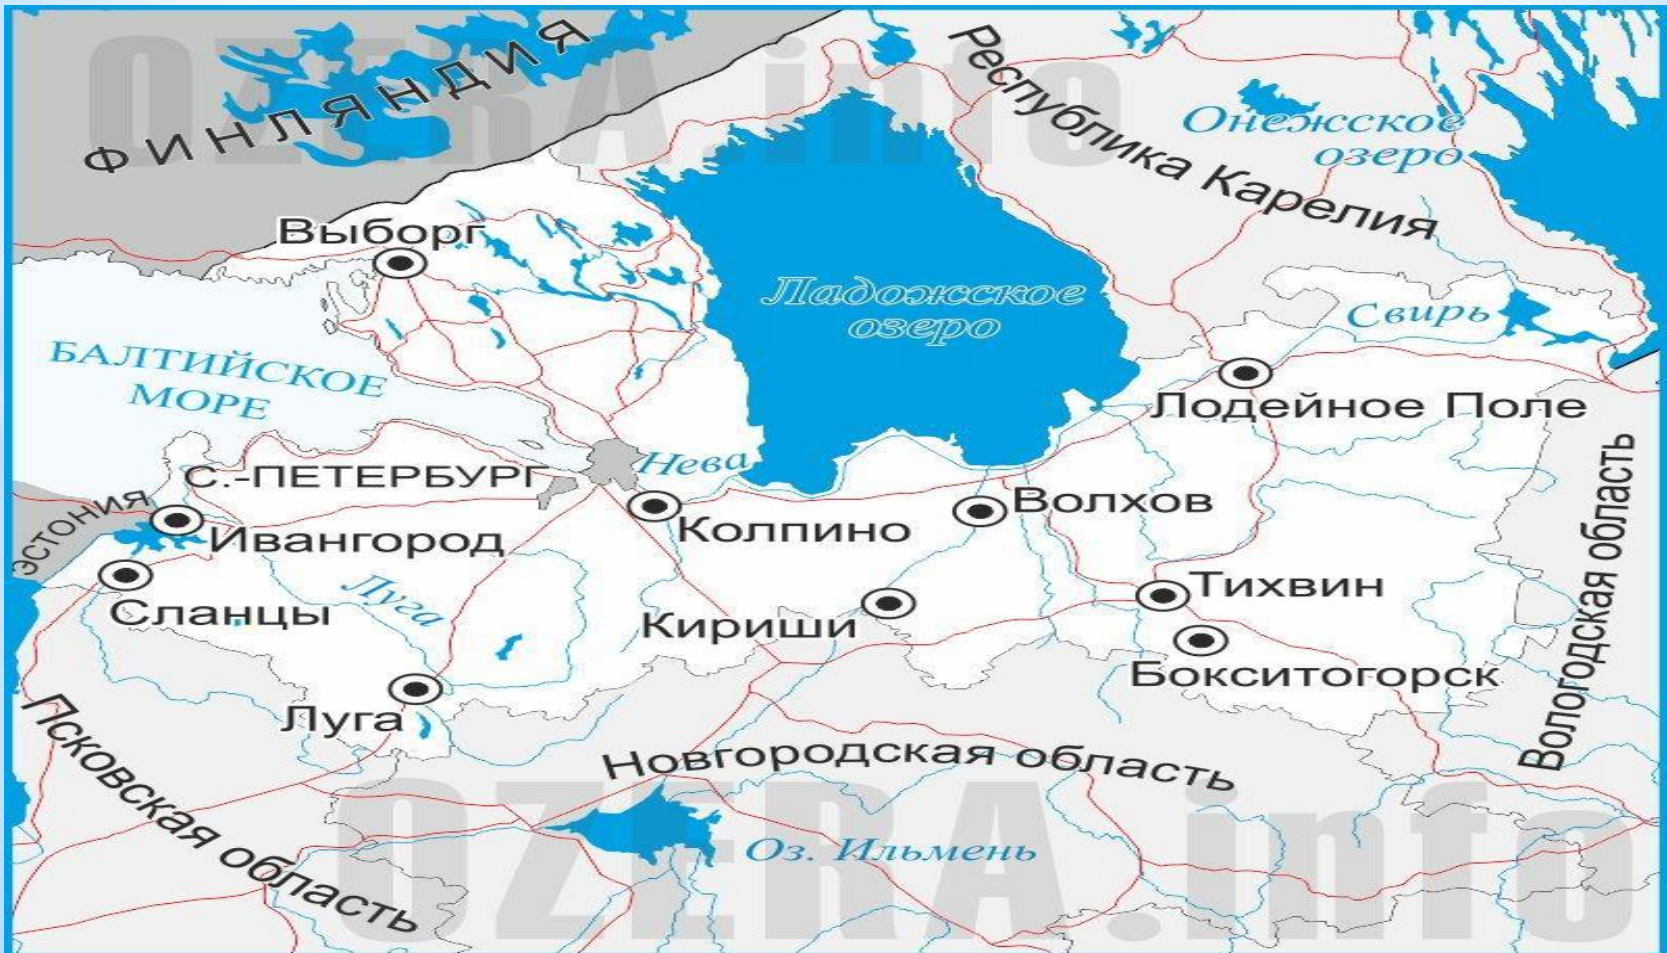 OZERA.info
ФИНЛЯНДИЯ
Республика Карелия
Онежское
озеро
Выборг
Ладожское
озеро
Свирь
БАЛТИЙСКОЕ
МОРЕ
Лодейное Поле
С.-ПЕТЕРБУРГ
Нева
ЭСТОНИЯ
Ивангород
Колпино
Волхов
Вологодская область
Сланцы
Луга
Кириши
Тихвин
Бокситогорск
Луга
Псковская область
Новгородская область
Оз. Ильмень
OZERA.info